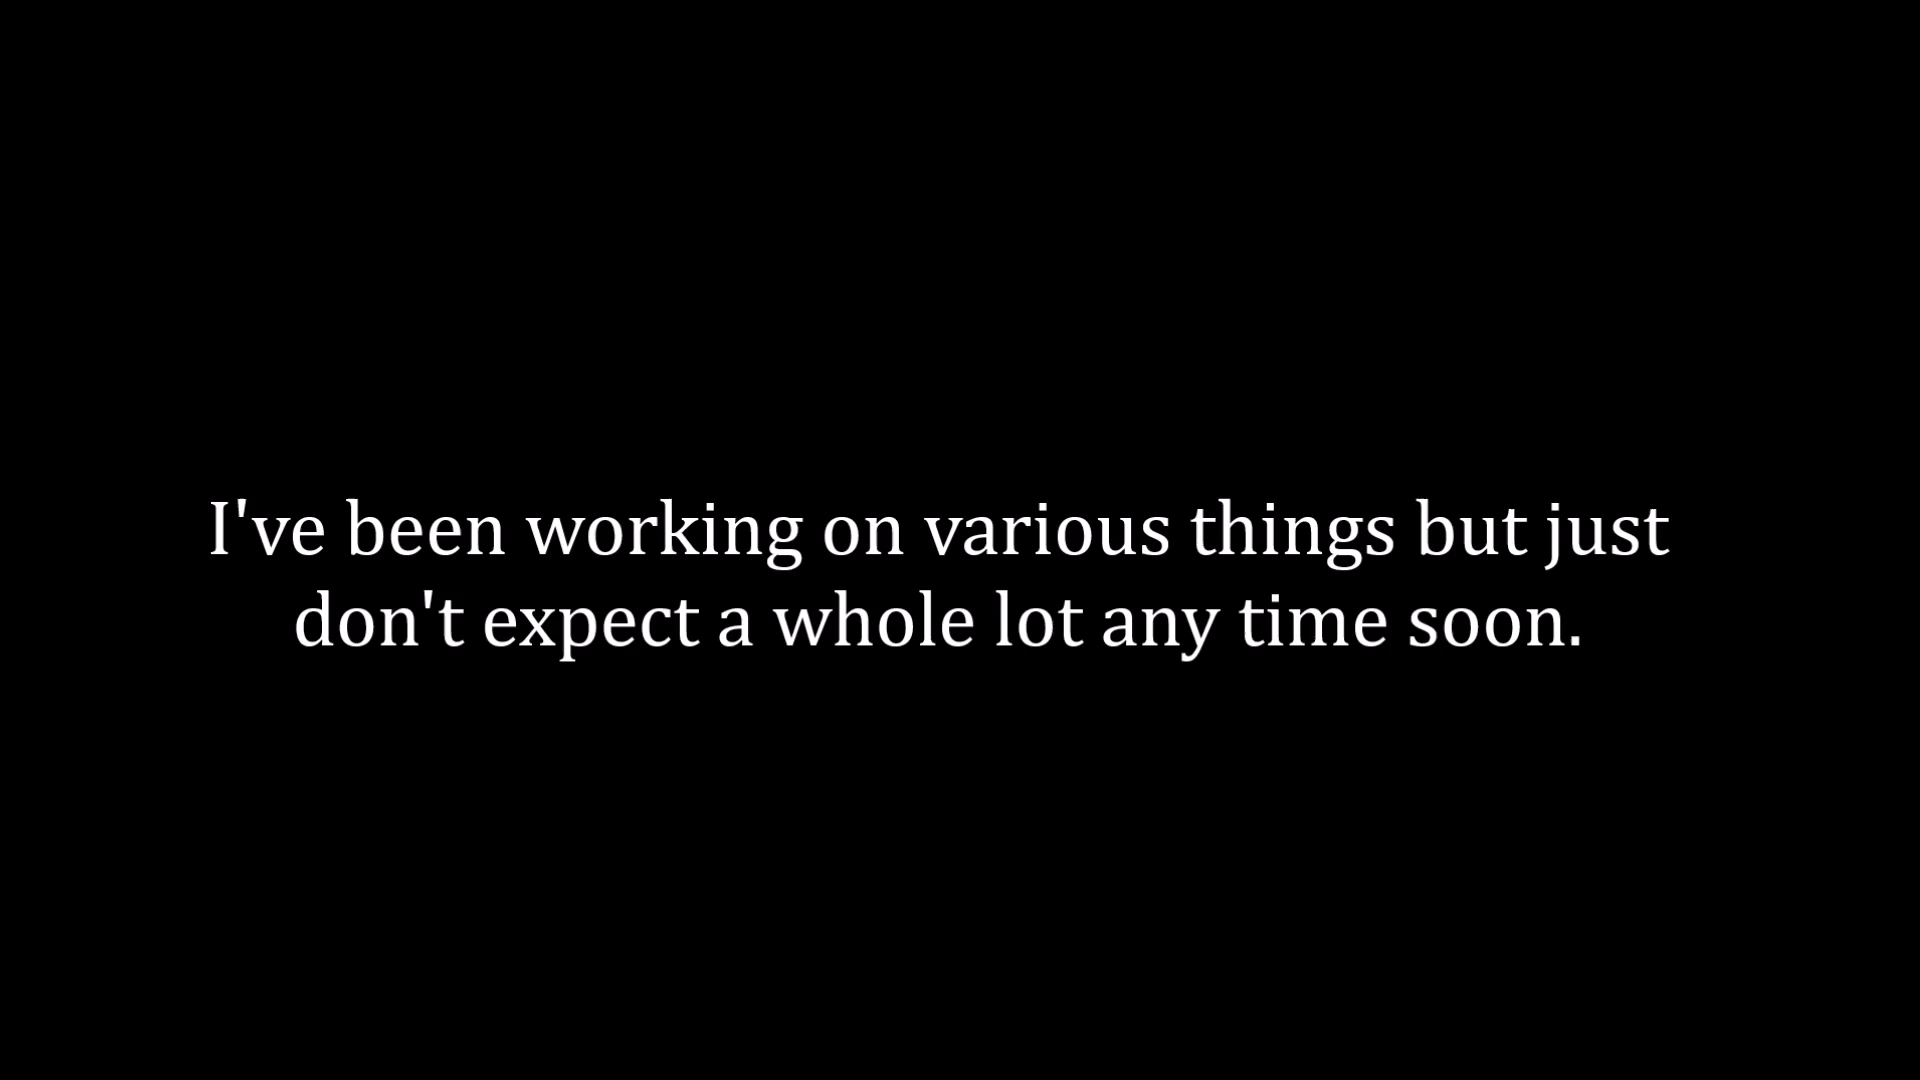 I've been working on various things but just
don't expect a whole lot any time soon.